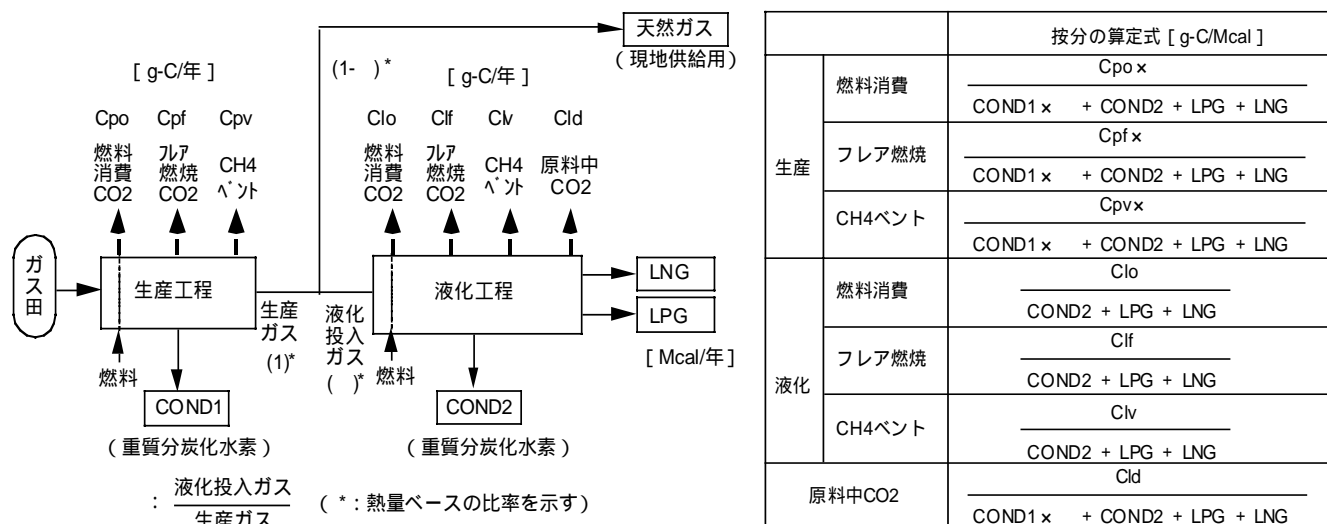 天然ガス
(現地供給用)
[ g-C/年 ]
(1-   )*
[ g-C/年 ]
Cpo Cpf Cpv
Clo Clf Clv Cld
燃料
消費
CO2
フレア
燃焼
CO2
CH4
ベント
燃料
消費
CO2
フレア
燃焼
CO2
CH4
ベント
原料中
CO2
ガス田
生産工程
生産
ガス
(1)*
液化
投入
ガス
(   )*
液化工程
LNG
LPG
[ Mcal/年 ]
燃料
燃料
COND1
COND2
(重質分炭化水素)
(重質分炭化水素)
: 液化投入ガス
生産ガス
( * : 熱量ベースの比率を示す)
按分の算定式 [ g-C/Mcal ]
生産
燃料消費
Cpo×
COND1× + COND2 + LPG + LNG
フレア燃焼
Cpf×
COND1× + COND2 + LPG + LNG
CH4ベント
Cpv×
COND1× + COND2 + LPG + LNG
液化
燃料消費
Clo
COND2 + LPG + LNG
フレア燃焼
Clf
COND2 + LPG + LNG
CH4ベント
Clv
COND2 + LPG + LNG
原料中CO2
Cld
COND1× + COND2 + LPG + LNG